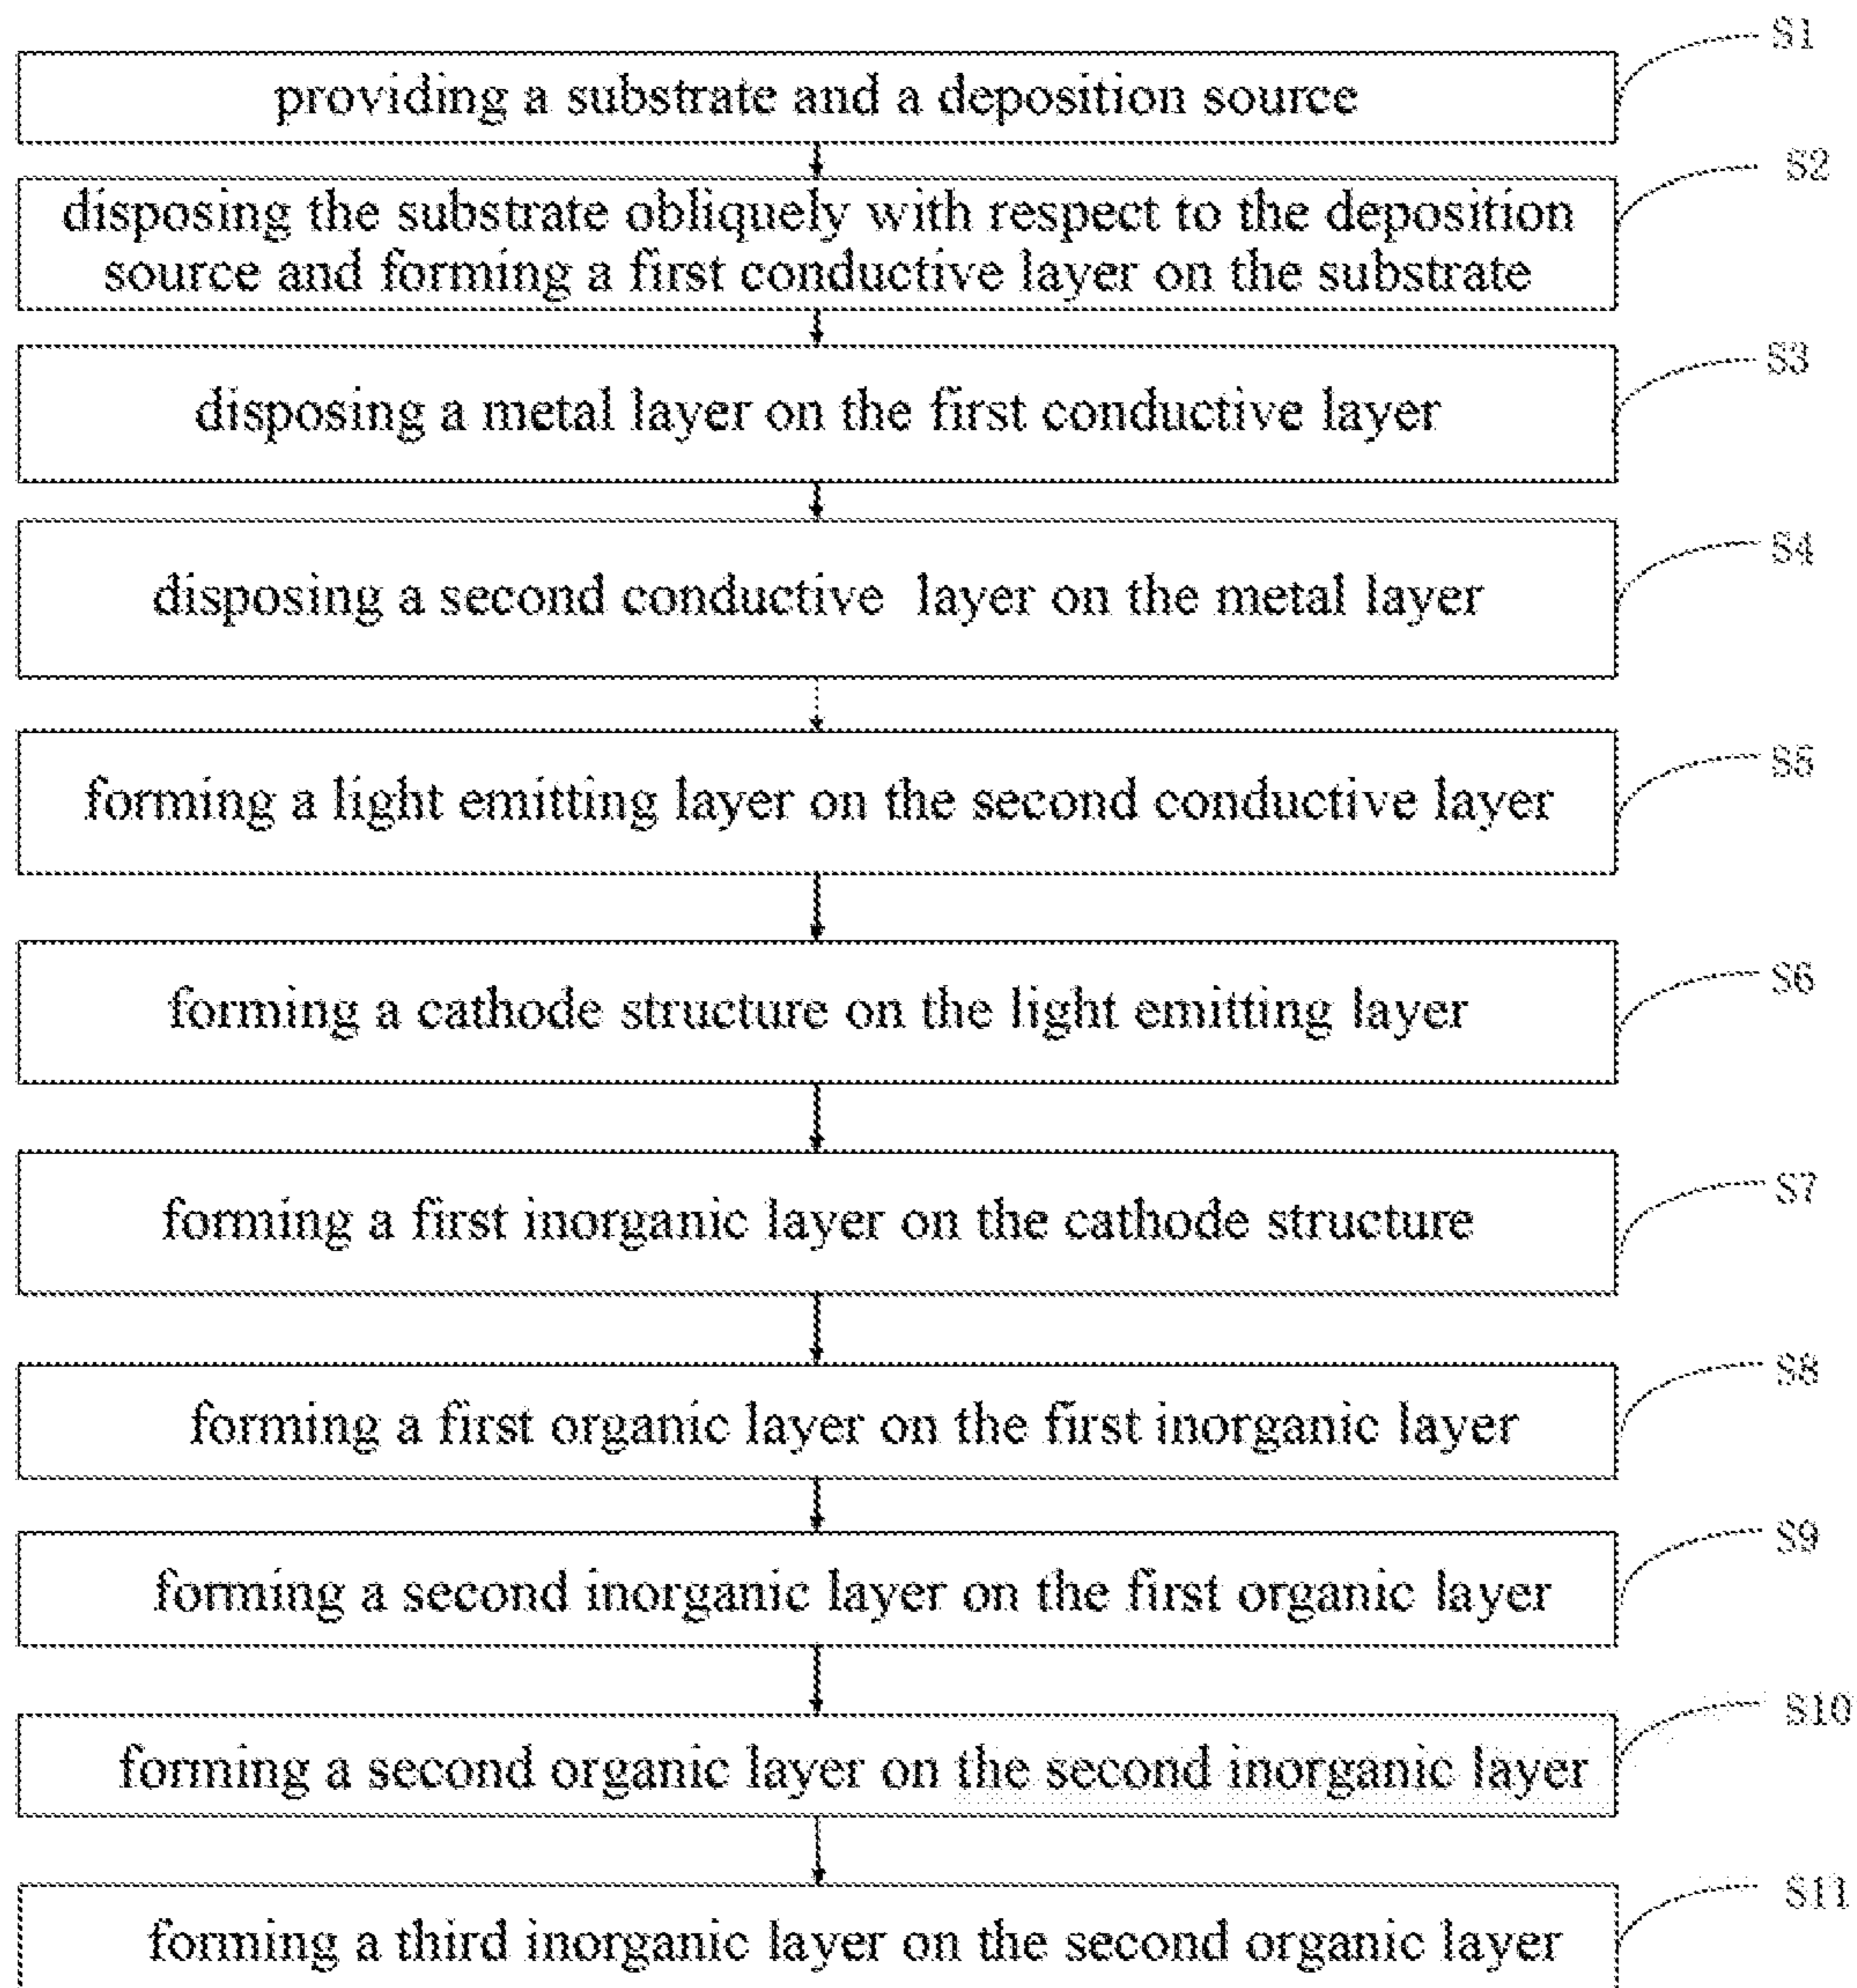 S1
providing a substrate and a deposition source
S2
disposing the substrate obliquely with respect to the deposition
source and forming a first conductive layer on the substrate
S3
disposing a metal layer on the first conductive layer
S4
disposing a second conductive layer on the metal layer
S5
forming a light emitting layer on the second conductive layer
S6
forming a cathode structure on the light emitting layer
S7
forming a first inorganic layer on the cathode structure
S8
forming a first organic layer on the first inorganic layer
S9
forming a second inorganic layer on the first organic layer
S10
forming a second organic layer on the second inorganic layer
S11
forming a third inorganic layer on the second organic layer